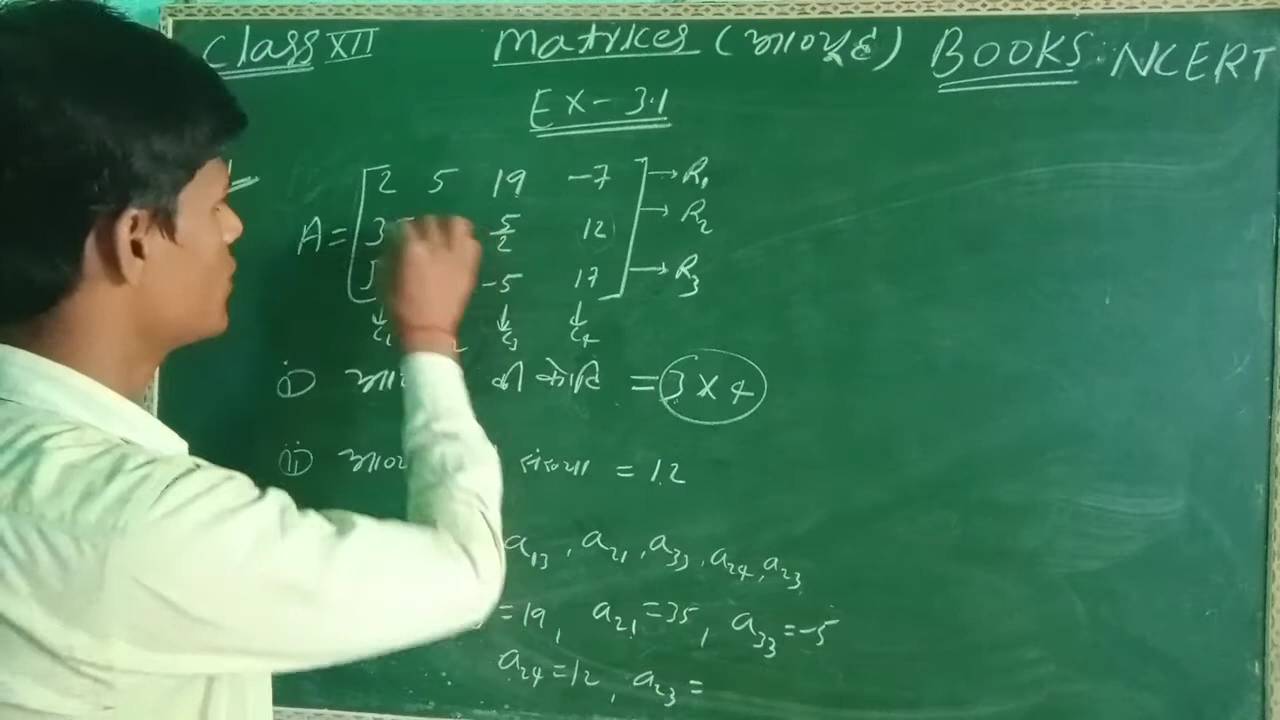 Class XII Matrices (आव्यूह) BOOKS: NCERT
Ex-3.1
A = [2 5 19 -7] → R₁
35 5/2 12 → R₂
-5 17 → R₃
↓ ↓ ↓
C₁ C₃ C₄
(i) की कोटि = 3×4
(ii) संख्या = 12
a₁₃, a₂₁, a₃₃, a₂₄, a₂₃
= 19, a₂₁ = 35, a₃₃ = -5
a₂₄ = 12, a₂₃ =